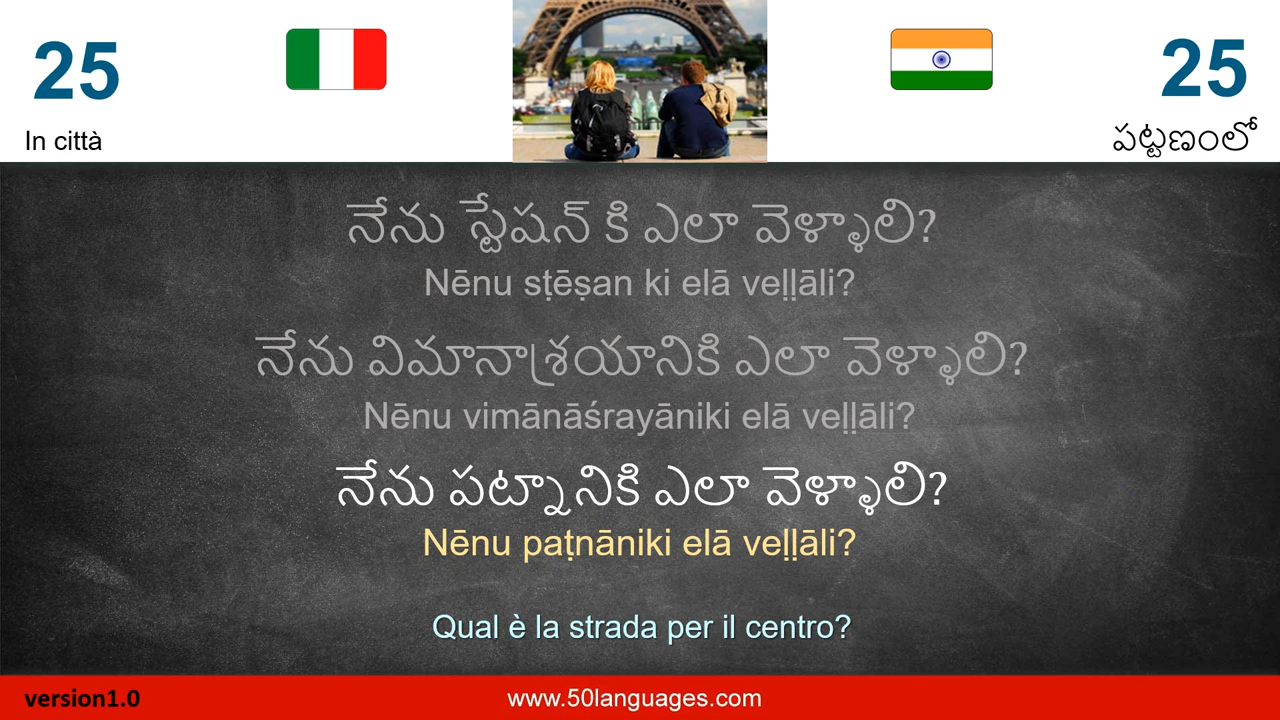 25
25
In città
పట్టణంలో
నేను స్టేషన్ కి ఎలా వెళ్ళాలి?
Nēnu sṭēṣan ki elā veḷḷāli?
నేను విమానాశ్రయానికి ఎలా వెళ్ళాలి?
Nēnu vimānāśrayāniki elā veḷḷāli?
నేను పట్నానికి ఎలా వెళ్ళాలి?
Nēnu paṭnāniki elā veḷḷāli?
Qual è la strada per il centro?
version1.0
www.50languages.com